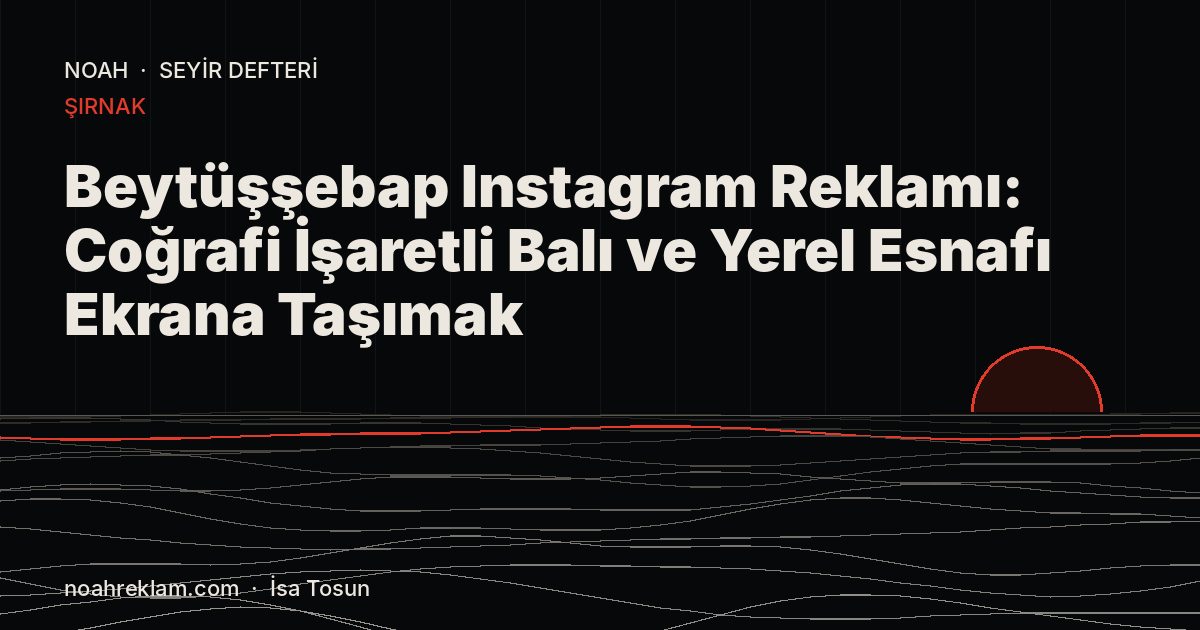 NOAH · SEYİR DEFTERİ
ŞIRNAK
Beytüşşebap Instagram Reklamı:
Coğrafi İşaretli Balı ve Yerel Esnafı
Ekrana Taşımak
noahreklam.com · İsa Tosun